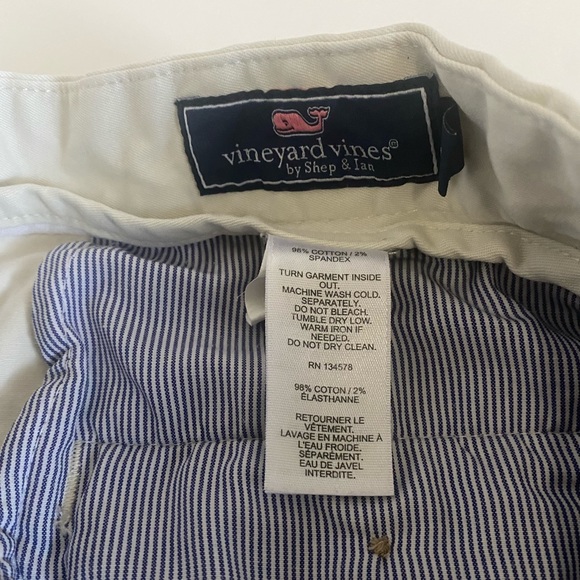 vineyard vines®
by Shep & Ian
98% COTTON / 2%
SPANDEX
TURN GARMENT INSIDE
OUT.
MACHINE WASH COLD.
SEPARATELY.
DO NOT BLEACH.
TUMBLE DRY LOW.
WARM IRON IF
NEEDED.
DO NOT DRY CLEAN.
RN 134578
98% COTON / 2%
ÉLASTHANNE
RETOURNER LE
VÊTEMENT.
LAVAGE EN MACHINE À
L'EAU FROIDE.
SÉPARÉMENT.
EAU DE JAVEL
INTERDITE.